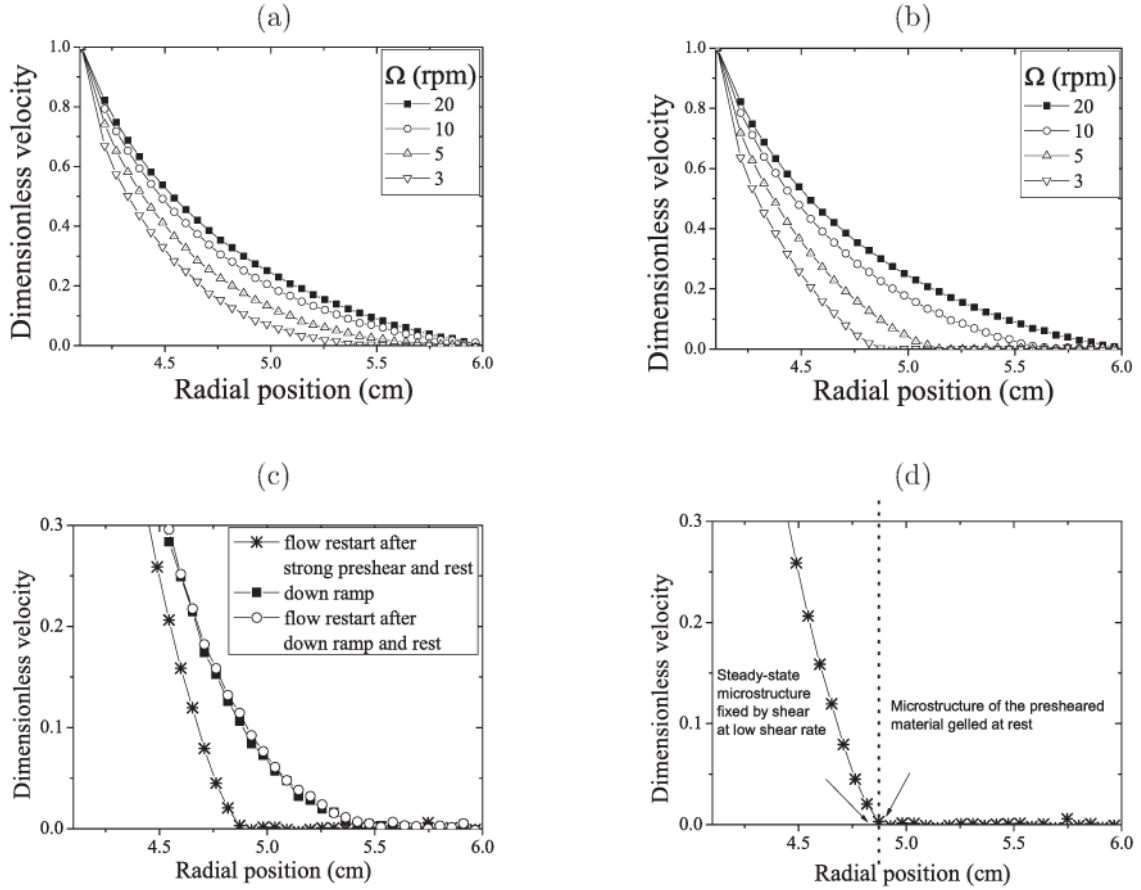 (a)
1.0
0.8
0.6
0.4
0.2
0.0
Dimensionless velocity
Ω (rpm)
20
10
5
3
4.5
5.0
5.5
6.0
Radial position (cm)
(b)
1.0
0.8
0.6
0.4
0.2
0.0
Dimensionless velocity
Ω (rpm)
20
10
5
3
4.5
5.0
5.5
6.0
Radial position (cm)
(c)
0.3
0.2
0.1
0.0
Dimensionless velocity
flow restart after
strong preshear and rest
down ramp
flow restart after
down ramp and rest
4.5
5.0
5.5
6.0
Radial position (cm)
(d)
0.3
0.2
0.1
0.0
Dimensionless velocity
Steady-state
microstructure
fixed by shear
at low shear rate
Microstructure of the presheared
material gelled at rest
4.5
5.0
5.5
6.0
Radial position (cm)